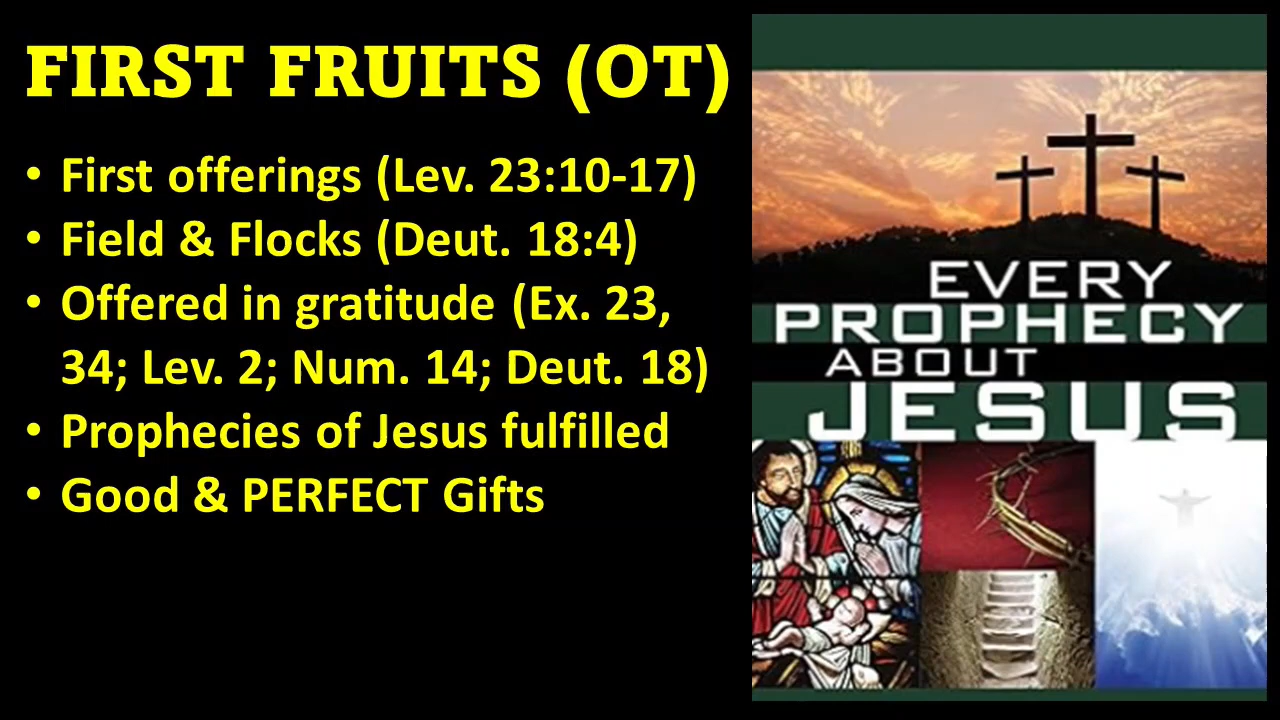 FIRST FRUITS (OT)
• First offerings (Lev. 23:10-17)
• Field & Flocks (Deut. 18:4)
• Offered in gratitude (Ex. 23,
34; Lev. 2; Num. 14; Deut. 18)
• Prophecies of Jesus fulfilled
• Good & PERFECT Gifts
EVERY
PROPHECY
ABOUT
JESUS